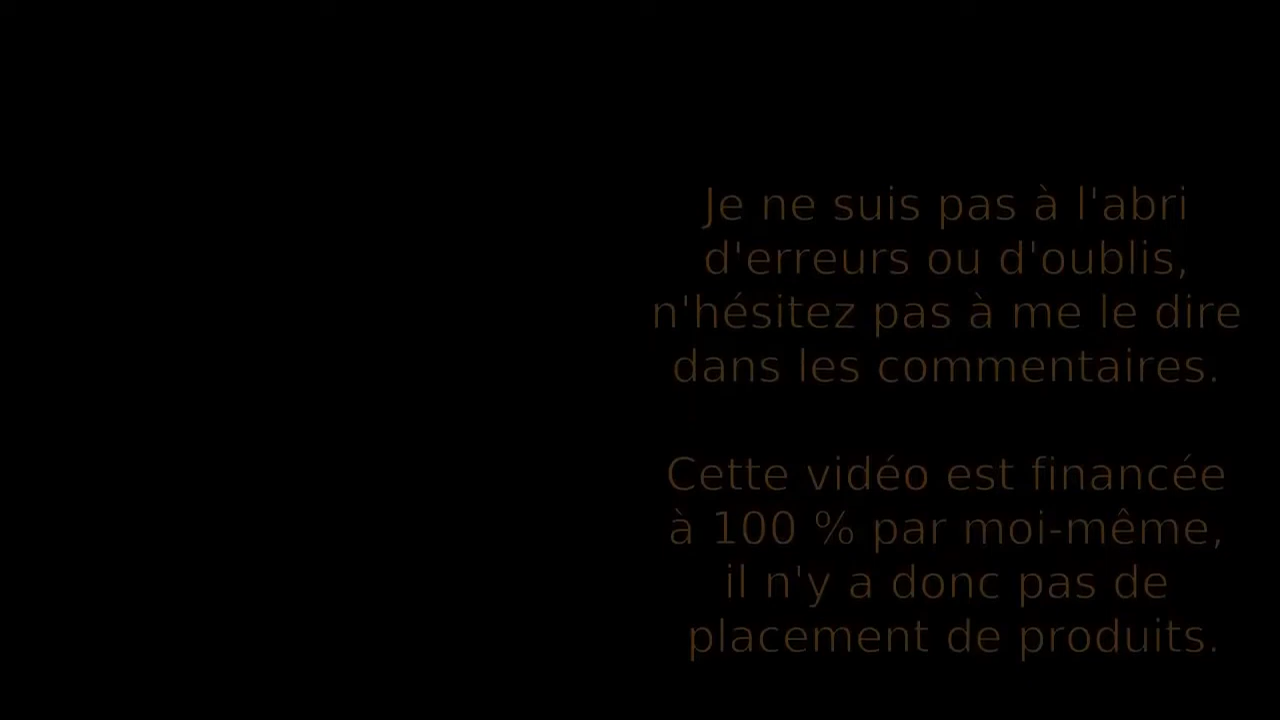 Je ne suis pas à l'abri
d'erreurs ou d'oublis,
n'hésitez pas à me le dire
dans les commentaires.
Cette vidéo est financée
à 100 % par moi-même,
il n'y a donc pas de
placement de produits.